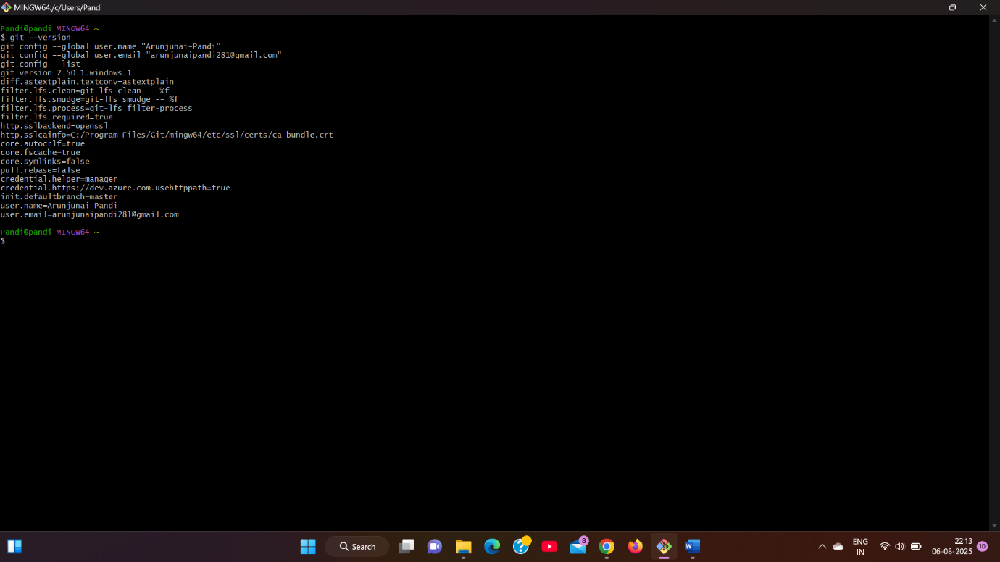 MINGW64:/c/Users/Pandi
Pandi@pandi MINGW64 ~
$ git --version
git config --global user.name "Arunjunai-Pandi"
git config --global user.email "arunjunaipandi281@gmail.com"
git config --list
git version 2.50.1.windows.1
diff.astextplain.textconv=astextplain
filter.lfs.clean=git-lfs clean -- %f
filter.lfs.smudge=git-lfs smudge -- %f
filter.lfs.process=git-lfs filter-process
filter.lfs.required=true
http.sslbackend=openssl
http.sslcainfo=C:/Program Files/Git/mingw64/etc/ssl/certs/ca-bundle.crt
core.autocrlf=true
core.fscache=true
core.symlinks=false
pull.rebase=false
credential.helper=manager
credential.https://dev.azure.com.usehttppath=true
init.defaultbranch=master
user.name=Arunjunai-Pandi
user.email=arunjunaipandi281@gmail.com
Pandi@pandi MINGW64 ~
$
Search
8
W
ENG
IN
22:13
06-08-2025
10